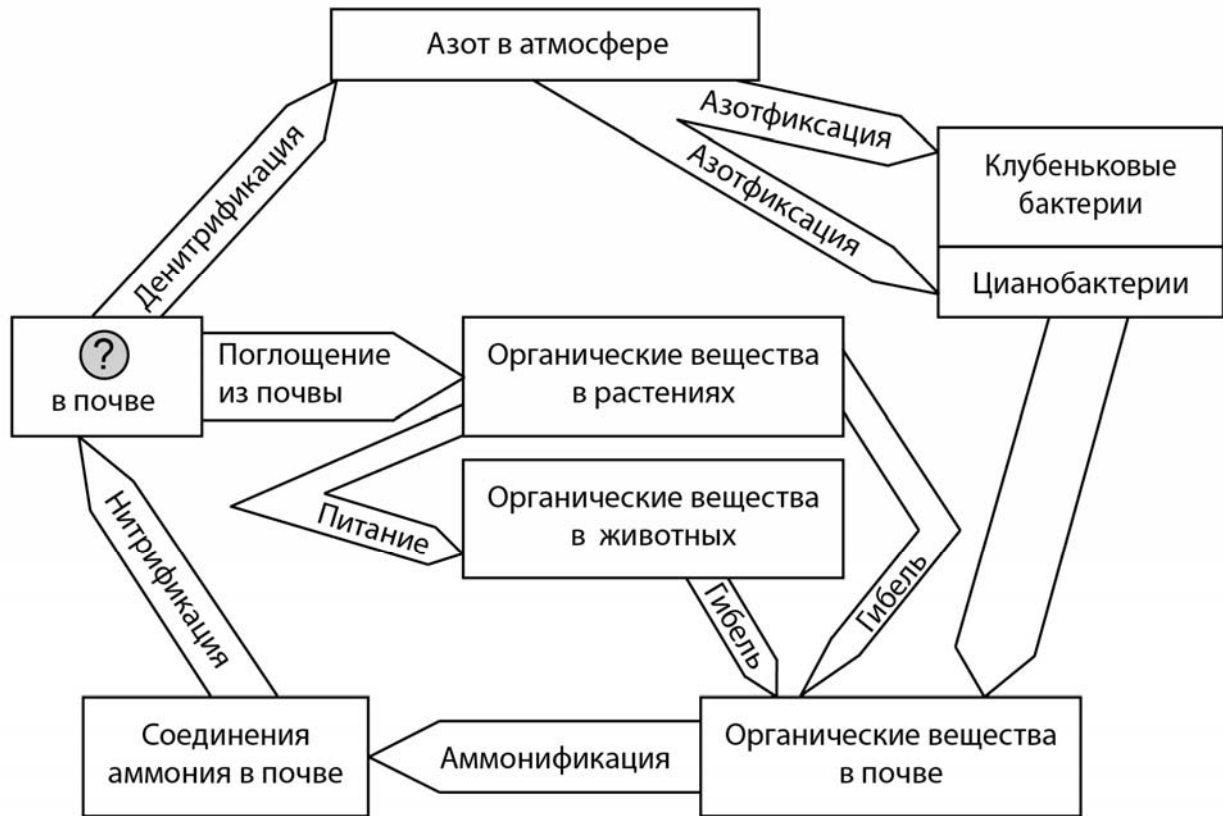 Азот в атмосфере
Азотфиксация
Азотфиксация
Клубеньковые
бактерии
Цианобактерии
Денитрификация
?
в почве
Поглощение
из почвы
Органические вещества
в растениях
Питание
Органические вещества
в животных
Гибель
Гибель
Нитрификация
Соединения
аммония в почве
Аммонификация
Органические вещества
в почве